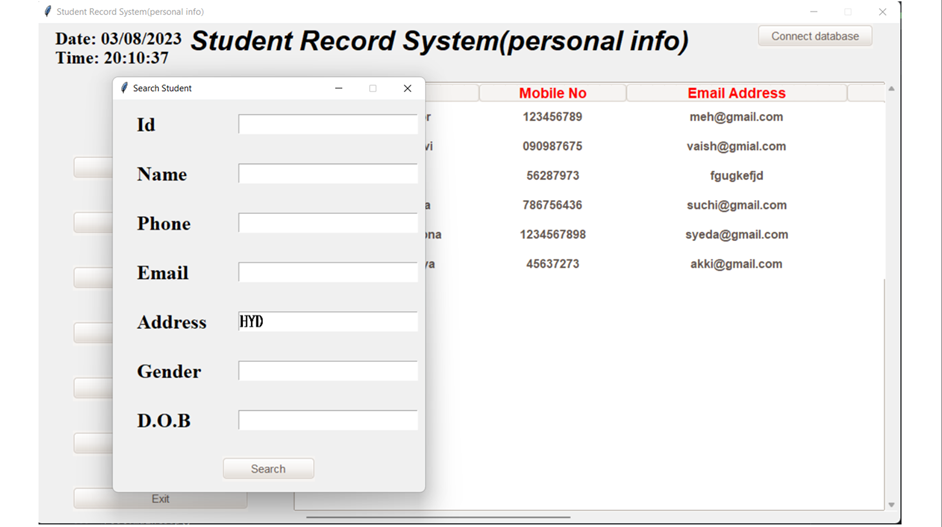 Student Record System(personal info)
Date: 03/08/2023
Time: 20:10:37
Student Record System(personal info)
Connect database
Search Student
Id
Name
Phone
Email
Address HYD
Gender
D.O.B
Search
Mobile No Email Address
123456789 meh@gmail.com
090987675 vaish@gmial.com
56287973 fgugkefjd
786756436 suchi@gmail.com
1234567898 syeda@gmail.com
45637273 akki@gmail.com
Exit